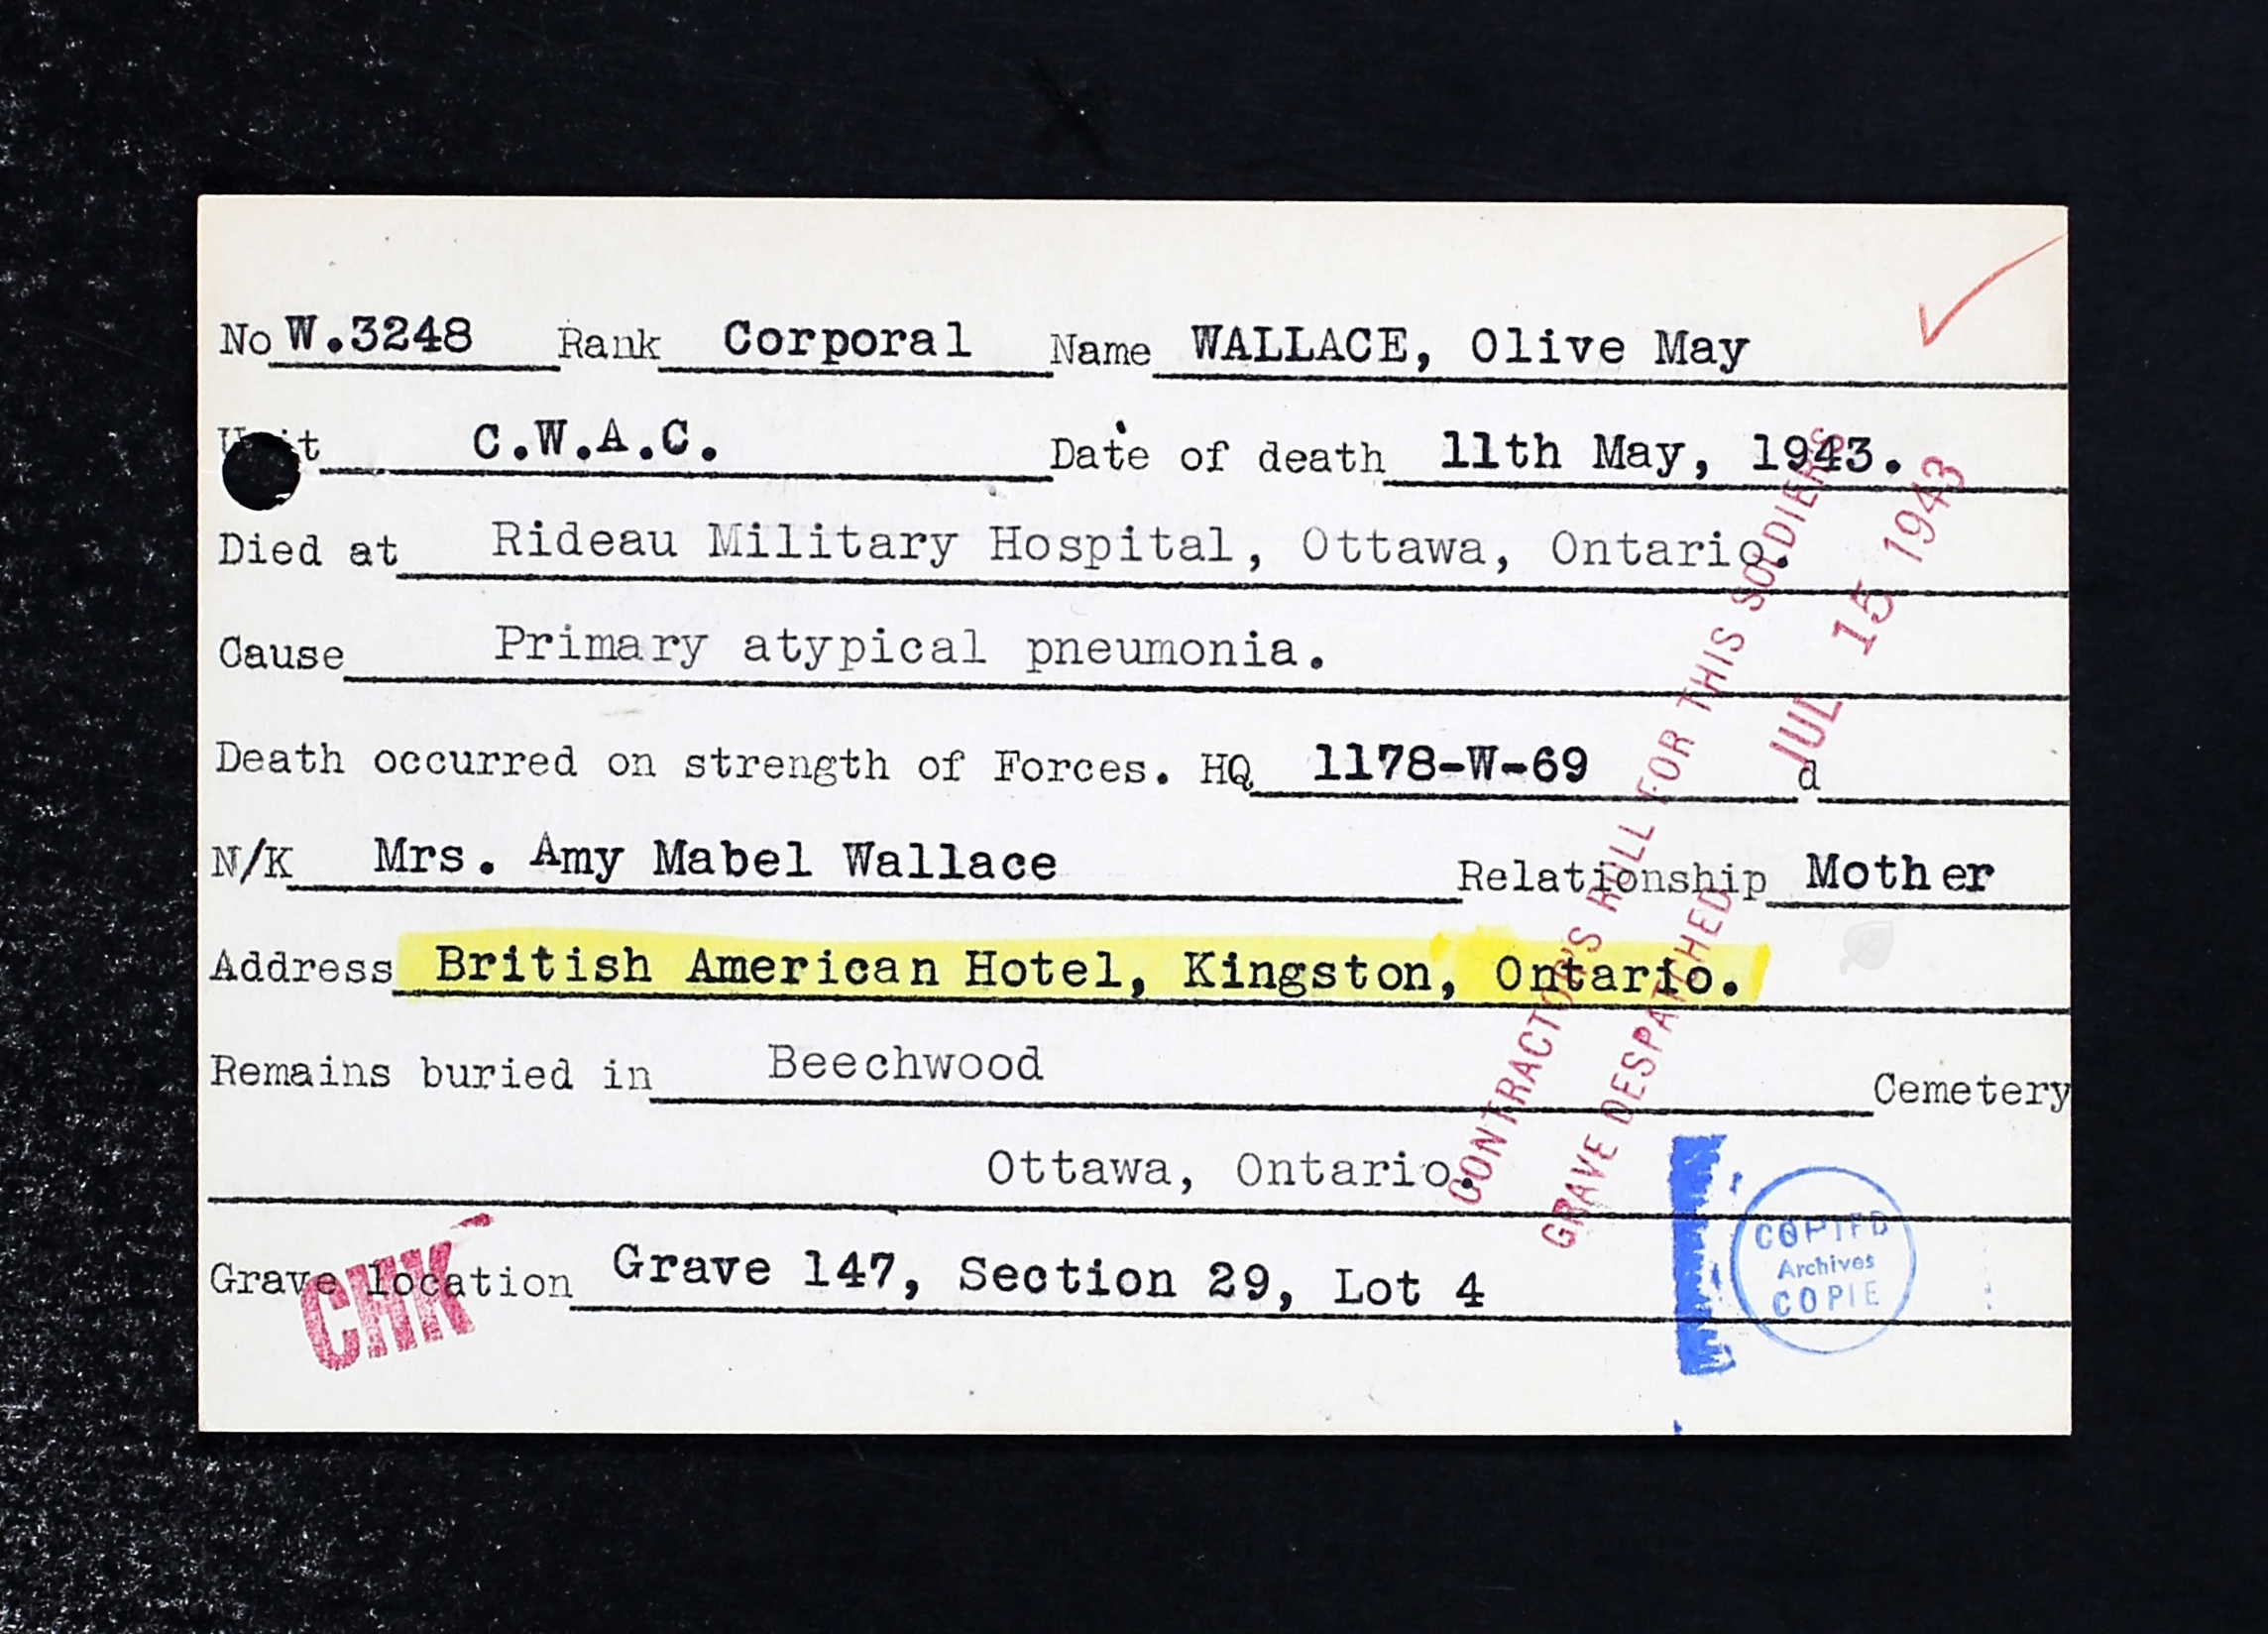 No W.3248 Rank Corporal Name WALLACE, Olive May
Unit C.W.A.C. Date of death 11th May, 1943.
Died at Rideau Military Hospital, Ottawa, Ontario.
Cause Primary atypical pneumonia.
Death occurred on strength of Forces. HQ 1178-W-69 d
N/K Mrs. Amy Mabel Wallace Relationship Mother
Address British American Hotel, Kingston, Ontario.
Remains buried in Beechwood Cemetery
Ottawa, Ontario.
Grave location Grave 147, Section 29, Lot 4
CONTRACTOR'S ROLL FOR THIS SOLDIERS
GRAVE DESPATCHED
JUL 15 1943
CHK
COPIED
Archives
COPIE